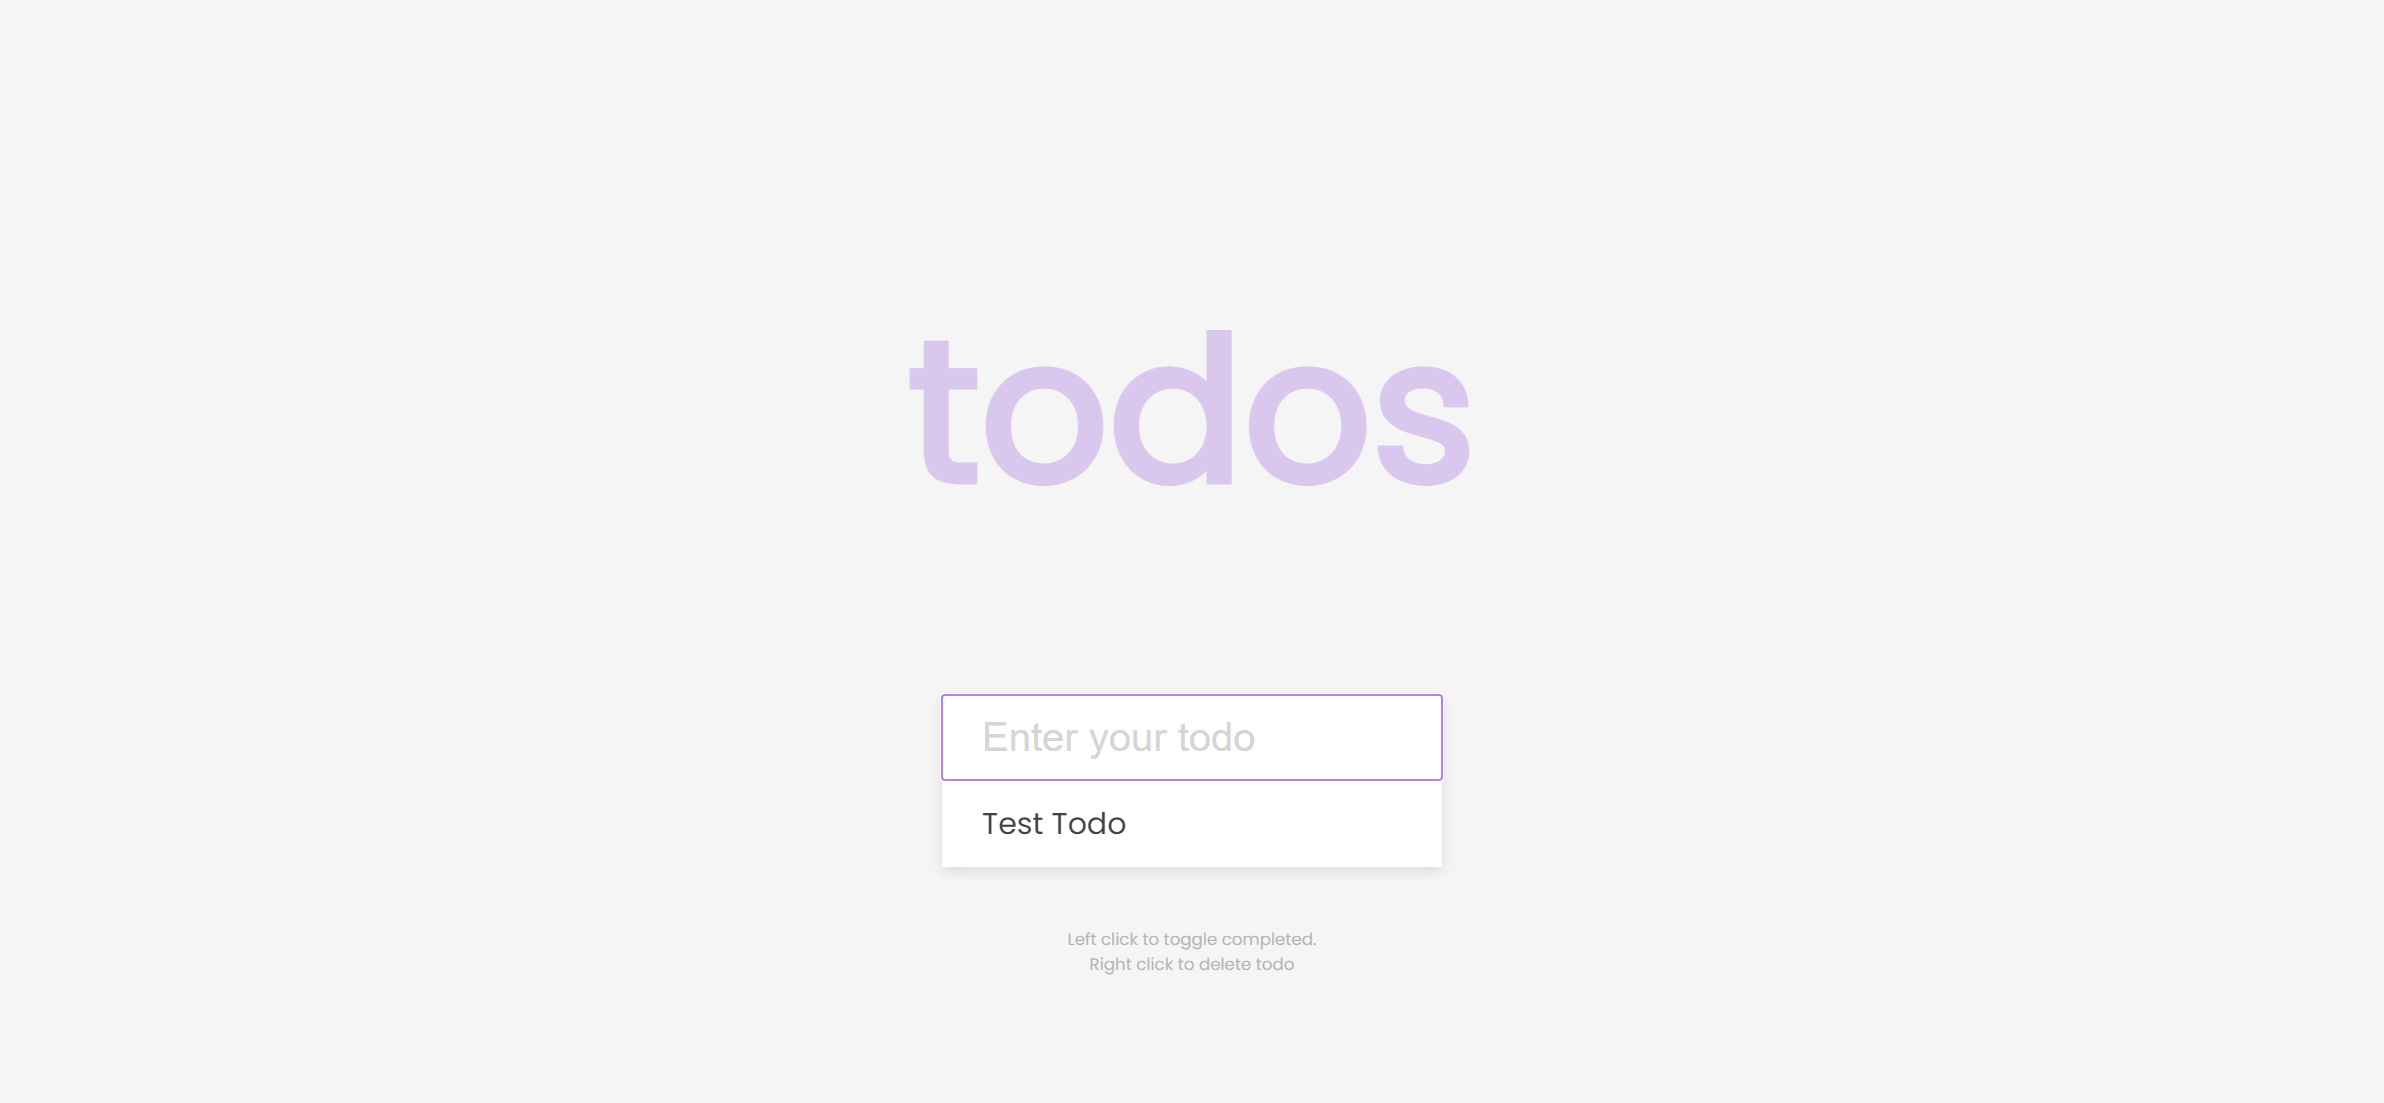 todos
Enter your todo
Test Todo
Left click to toggle completed.
Right click to delete todo